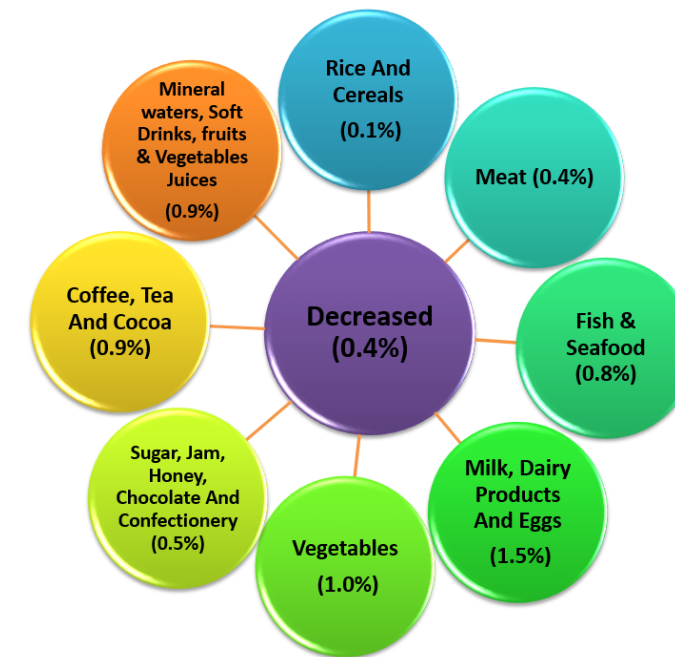 Rice And
Cereals
(0.1%)
Meat (0.4%)
Fish &
Seafood
(0.8%)
Milk, Dairy
Products
And Eggs
(1.5%)
Vegetables
(1.0%)
Sugar, Jam,
Honey,
Chocolate And
Confectionery
(0.5%)
Coffee, Tea
And Cocoa
(0.9%)
Mineral
waters, Soft
Drinks, fruits
& Vegetables
Juices
(0.9%)
Decreased
(0.4%)